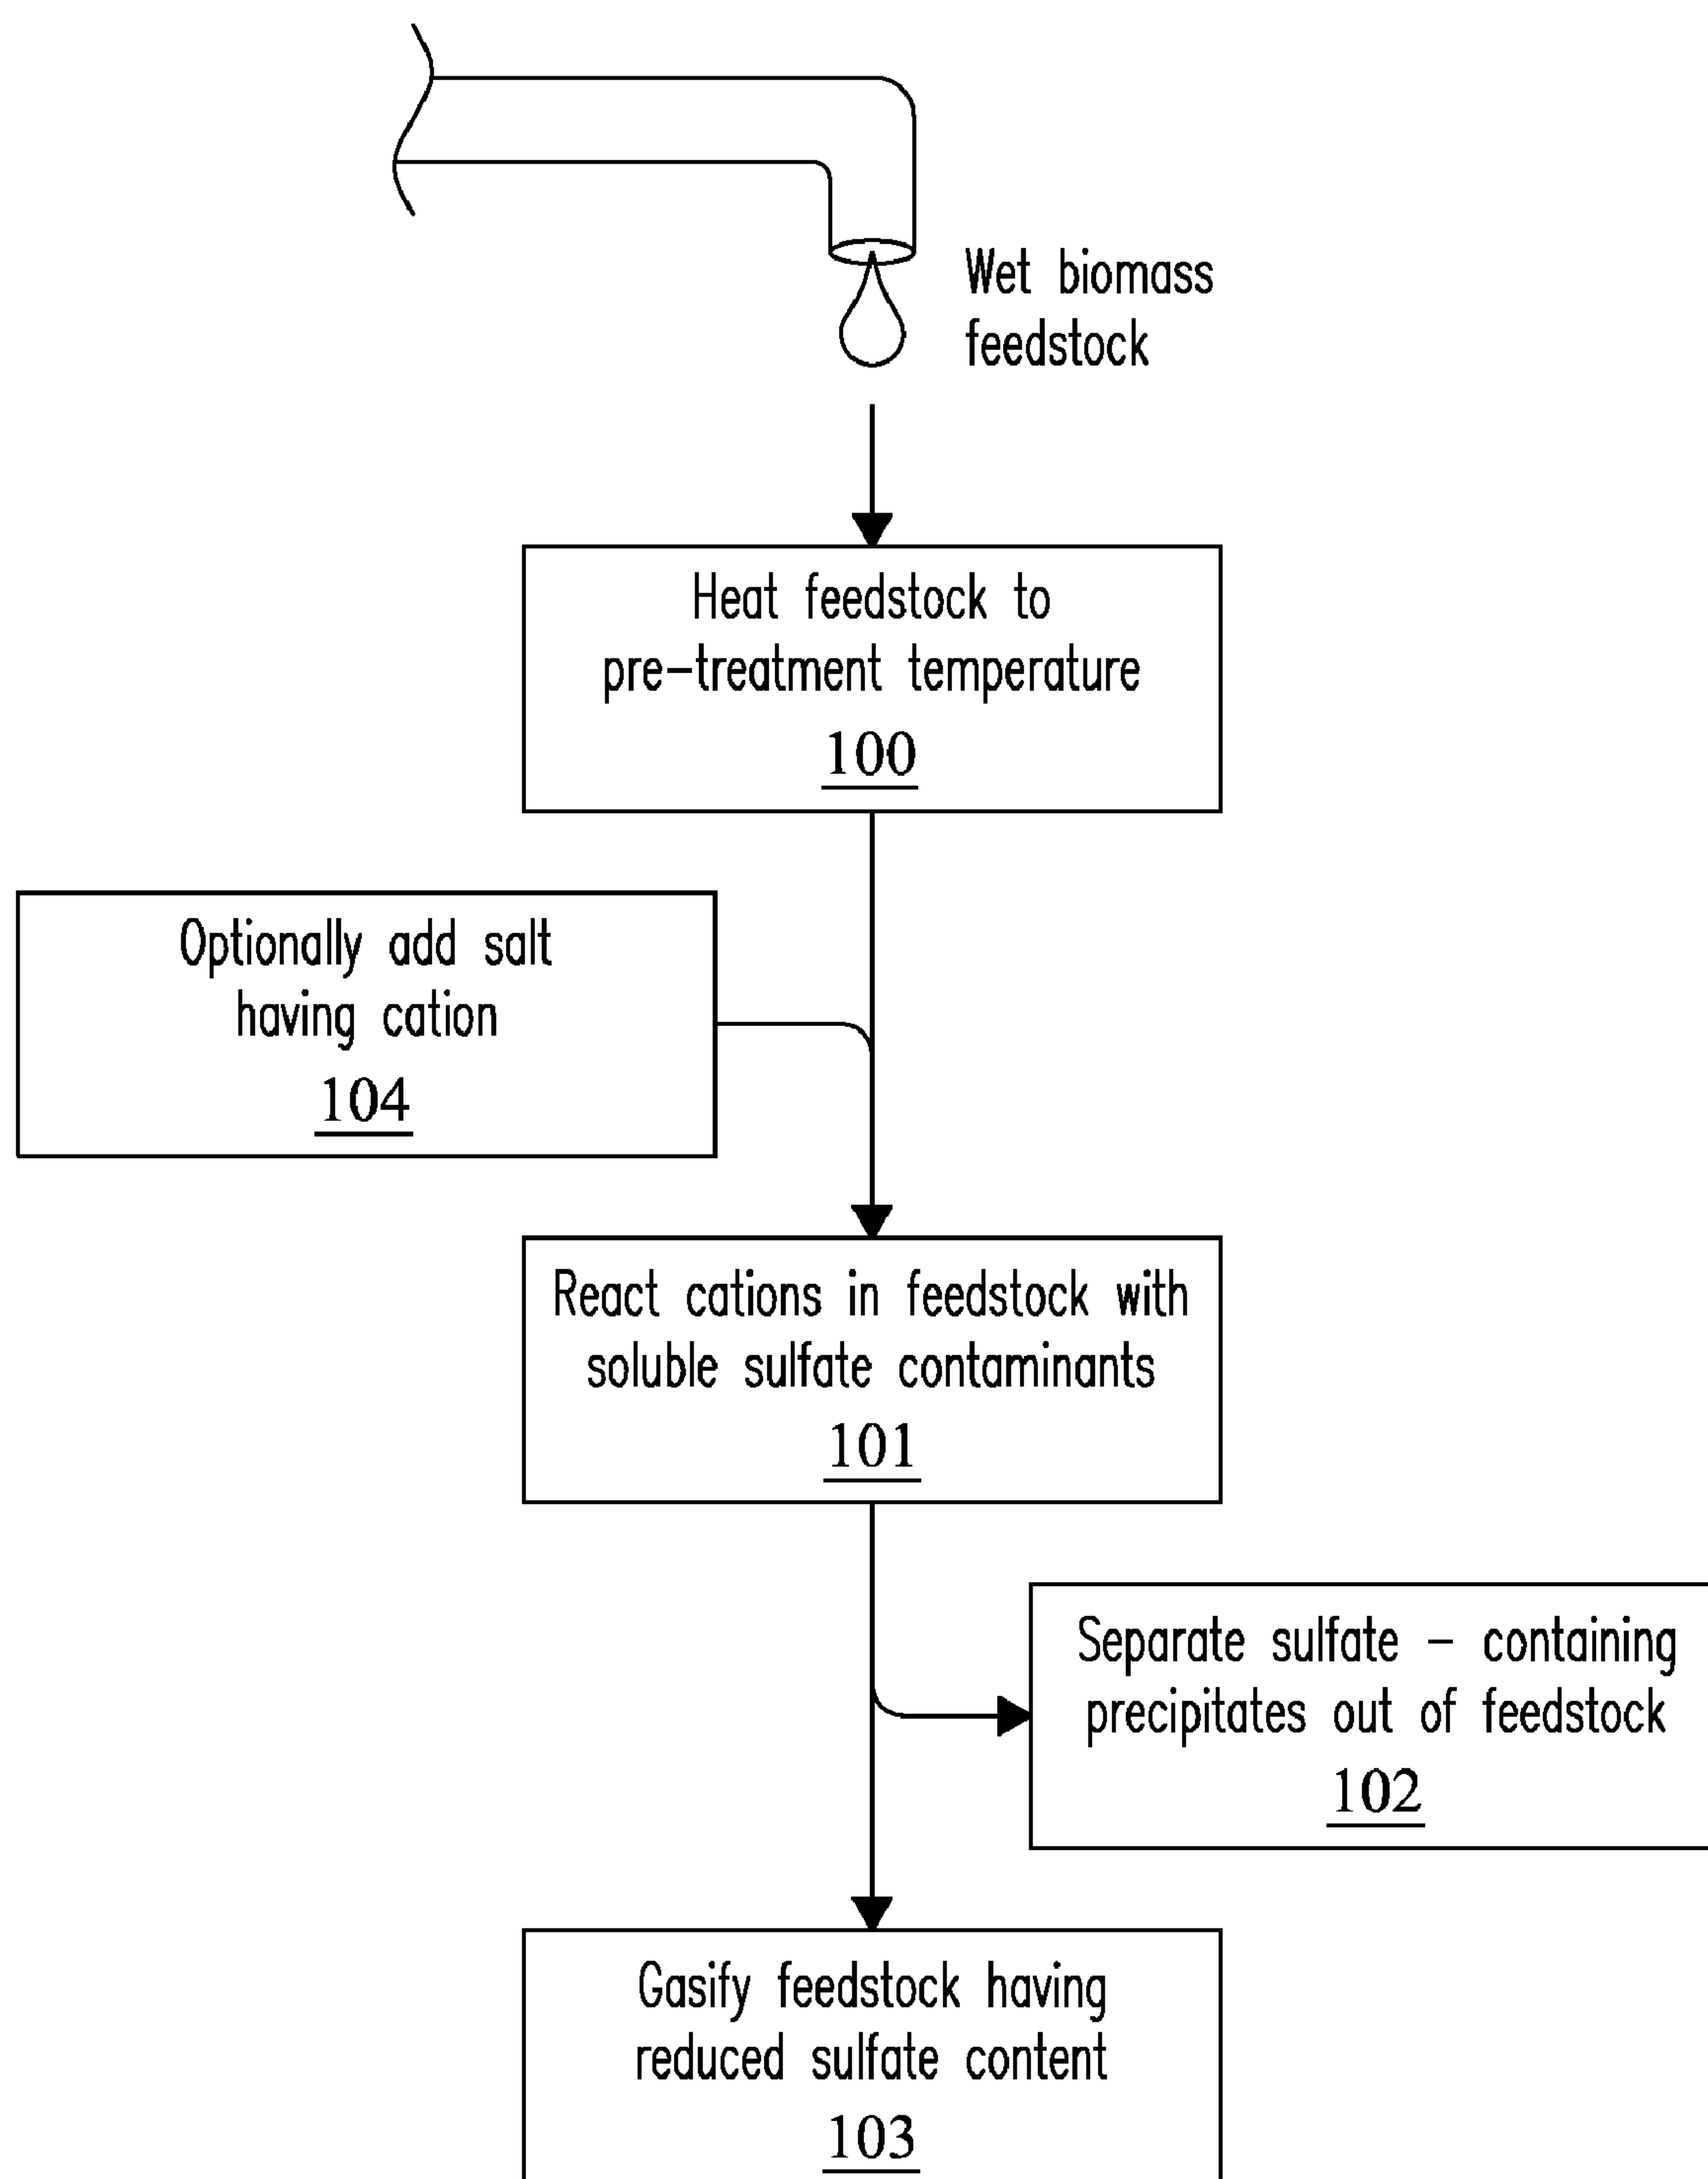 Wet biomass
feedstock
Heat feedstock to
pre-treatment temperature
100
Optionally add salt
having cation
104
React cations in feedstock with
soluble sulfate contaminants
101
Separate sulfate - containing
precipitates out of feedstock
102
Gasify feedstock having
reduced sulfate content
103